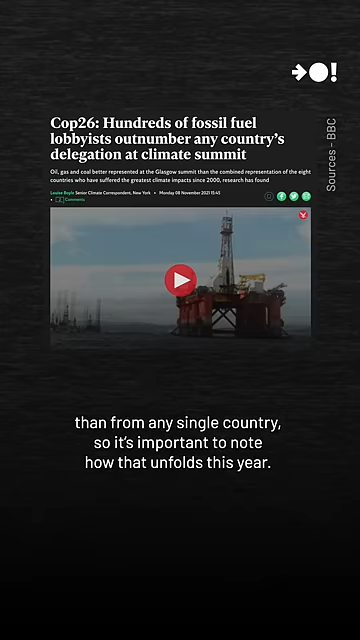 Cop26: Hundreds of fossil fuel
lobbyists outnumber any country's
delegation at climate summit
Oil, gas and coal better represented at the Glasgow summit than the combined representation of the eight
countries who have suffered the greatest climate impacts since 2000, research has found
Louise Boyle Senior Climate Correspondent, New York • Monday 08 November 2021 13:45
• Comments
Sources - BBC
than from any single country,
so it's important to note
how that unfolds this year.